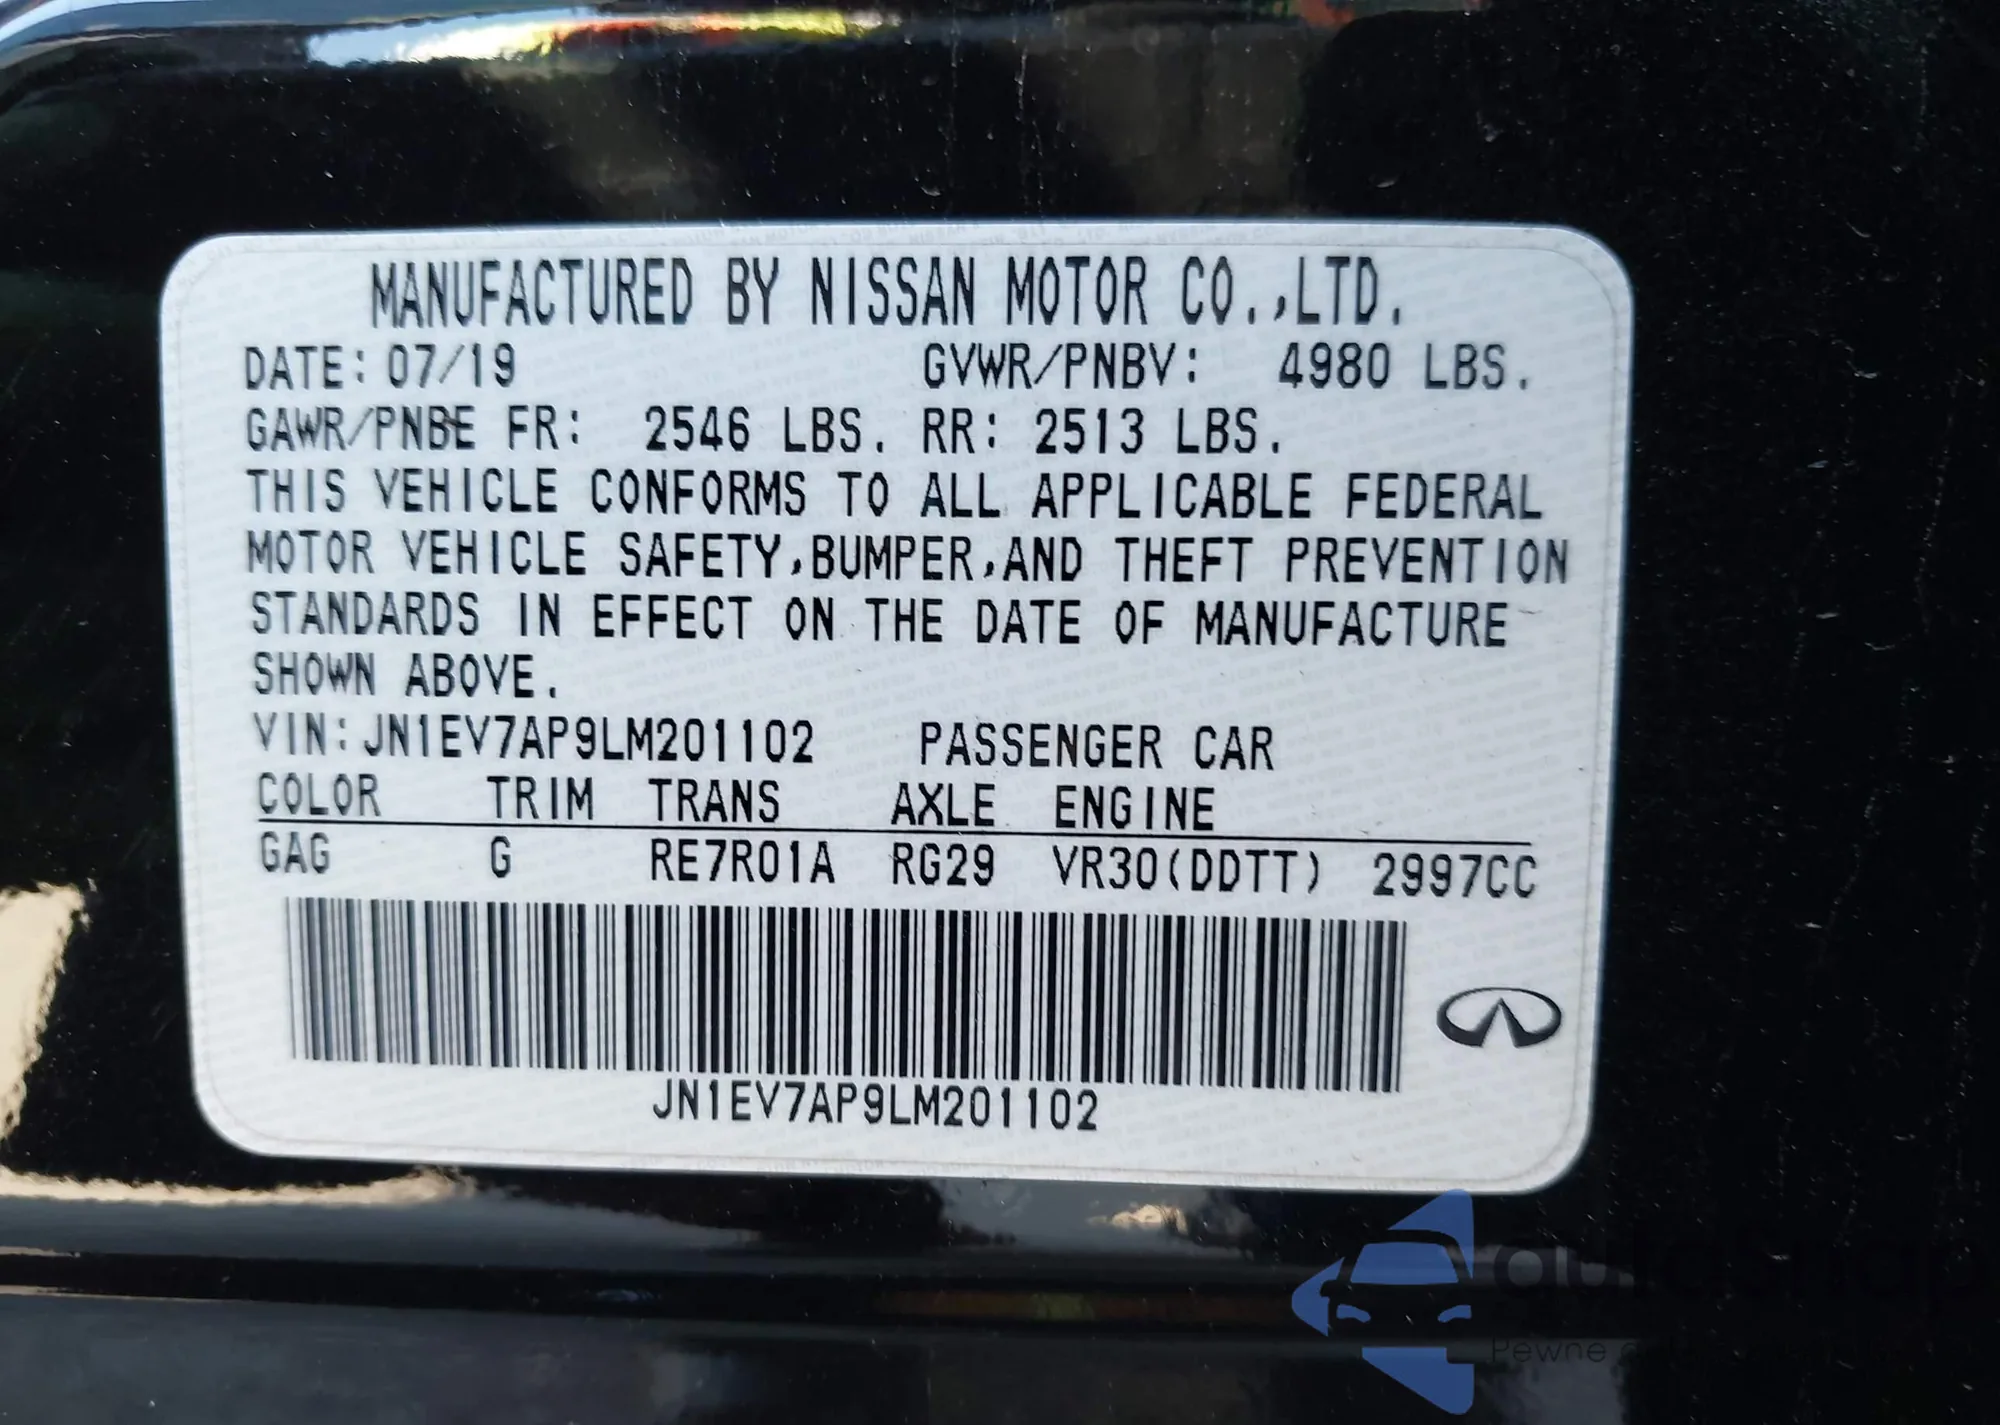 MANUFACTURED BY NISSAN MOTOR CO.,LTD.
DATE: 07/19 GVWR/PNBV: 4980 LBS.
GAWR/PNBE FR: 2546 LBS. RR: 2513 LBS.
THIS VEHICLE CONFORMS TO ALL APPLICABLE FEDERAL
MOTOR VEHICLE SAFETY,BUMPER,AND THEFT PREVENTION
STANDARDS IN EFFECT ON THE DATE OF MANUFACTURE
SHOWN ABOVE.
VIN:JN1EV7AP9LM201102 PASSENGER CAR
COLOR TRIM TRANS AXLE ENGINE
GAG G RE7R01A RG29 VR30(DDTT) 2997CC
JN1EV7AP9LM201102
Pewne